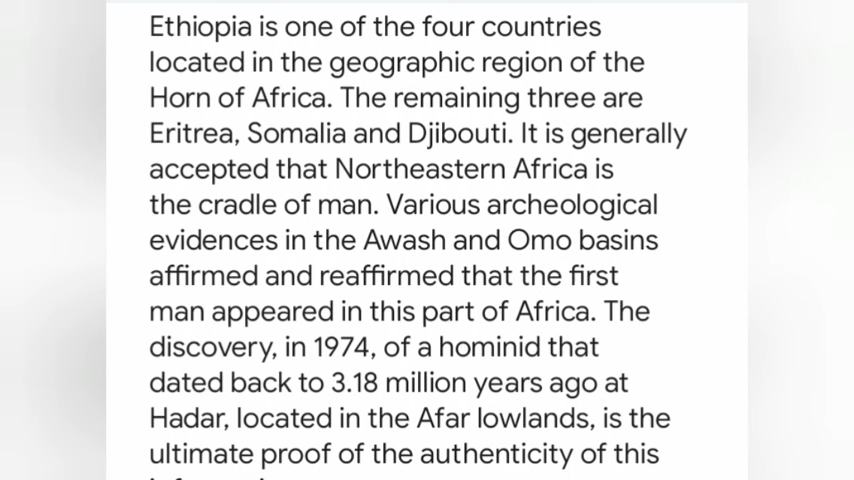 Ethiopia is one of the four countries
located in the geographic region of the
Horn of Africa. The remaining three are
Eritrea, Somalia and Djibouti. It is generally
accepted that Northeastern Africa is
the cradle of man. Various archeological
evidences in the Awash and Omo basins
affirmed and reaffirmed that the first
man appeared in this part of Africa. The
discovery, in 1974, of a hominid that
dated back to 3.18 million years ago at
Hadar, located in the Afar lowlands, is the
ultimate proof of the authenticity of this